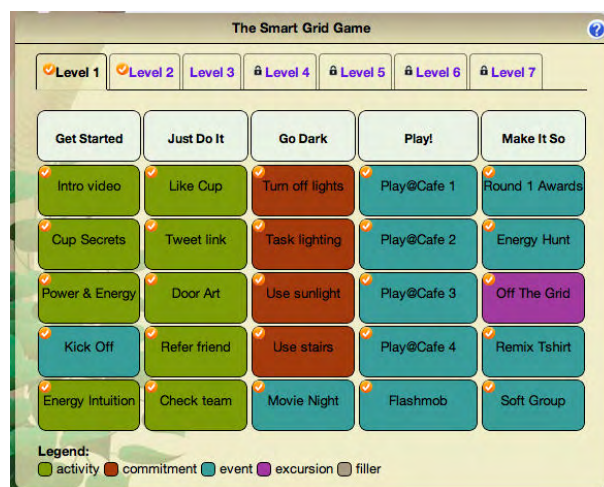 The Smart Grid Game
?
Level 1 Level 2 Level 3 Level 4 Level 5 Level 6 Level 7
Get Started Just Do It Go Dark Play! Make It So
Intro video Like Cup Turn off lights Play@Cafe 1 Round 1 Awards
Cup Secrets Tweet link Task lighting Play@Cafe 2 Energy Hunt
Power & Energy Door Art Use sunlight Play@Cafe 3 Off The Grid
Kick Off Refer friend Use stairs Play@Cafe 4 Remix Tshirt
Energy Intuition Check team Movie Night Flashmob Soft Group
Legend:
activity commitment event excursion filler